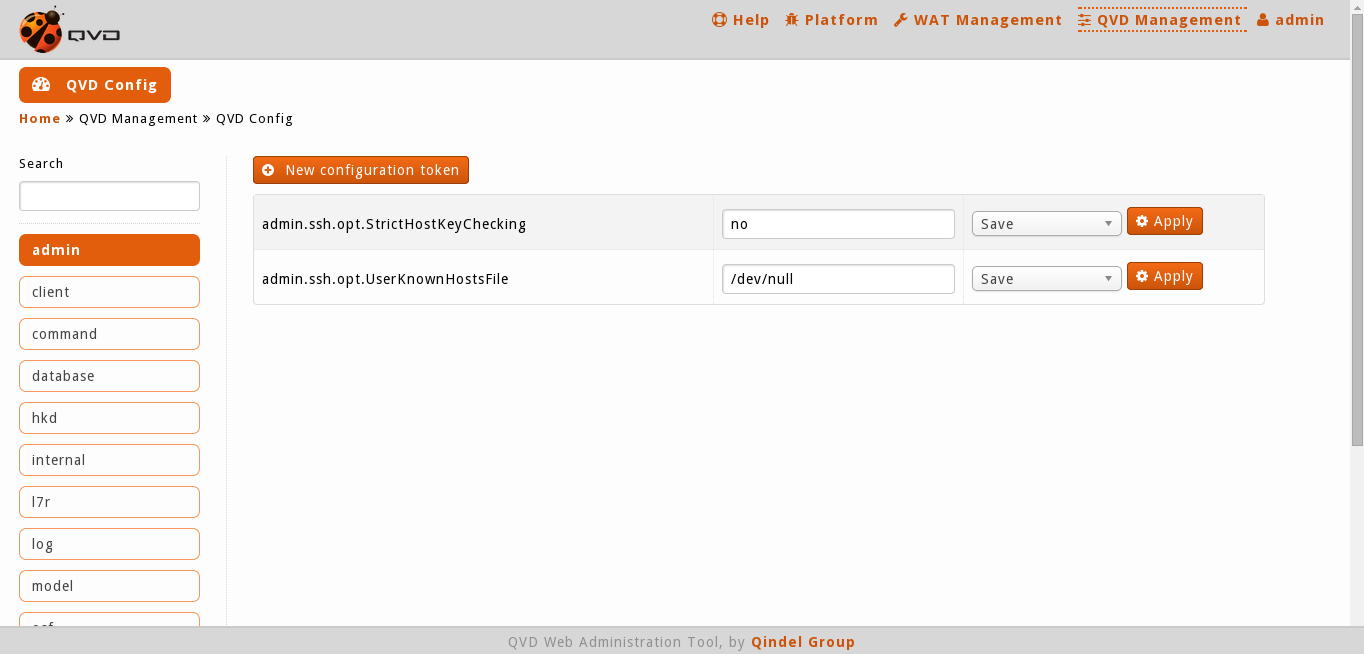 QVD
Help Platform WAT Management QVD Management admin
QVD Config
Home » QVD Management » QVD Config
Search
New configuration token
admin
client
command
database
hkd
internal
l7r
log
model
admin.ssh.opt.StrictHostKeyChecking no Save Apply
admin.ssh.opt.UserKnownHostsFile /dev/null Save Apply
QVD Web Administration Tool, by Qindel Group